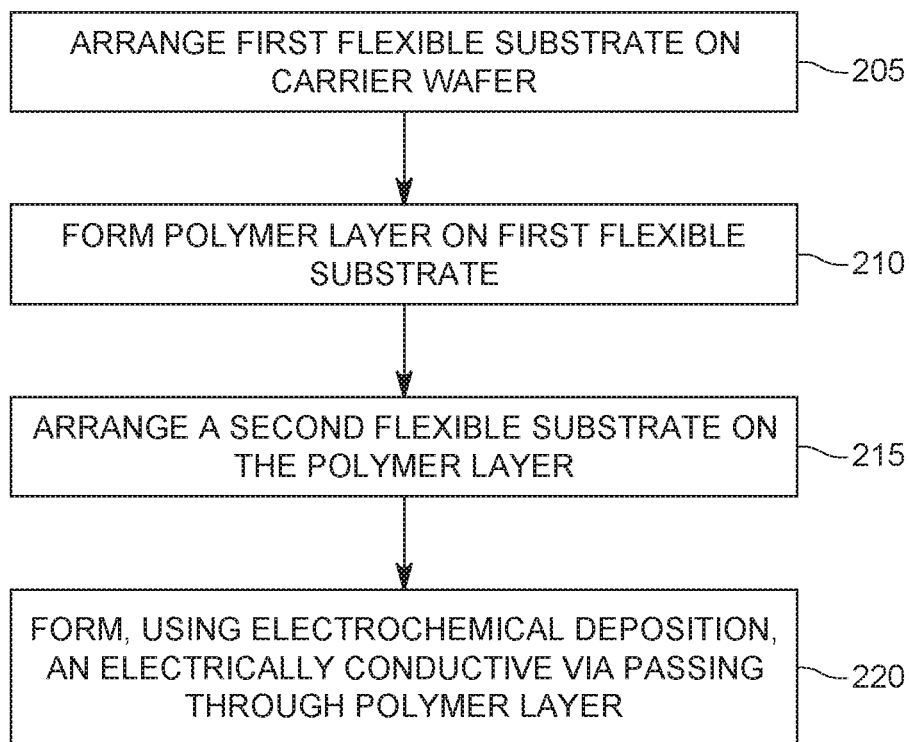 ARRANGE FIRST FLEXIBLE SUBSTRATE ON
CARRIER WAFER
205
FORM POLYMER LAYER ON FIRST FLEXIBLE
SUBSTRATE
210
ARRANGE A SECOND FLEXIBLE SUBSTRATE ON
THE POLYMER LAYER
215
FORM, USING ELECTROCHEMICAL DEPOSITION,
AN ELECTRICALLY CONDUCTIVE VIA PASSING
THROUGH POLYMER LAYER
220